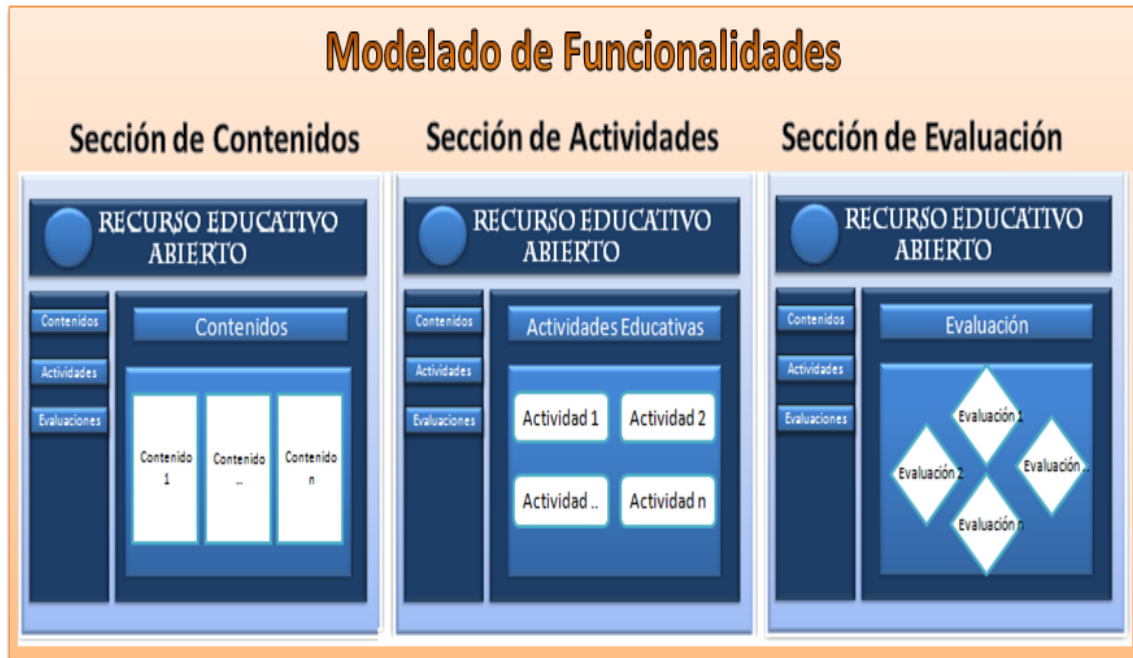 Modelado de Funcionalidades
Sección de Contenidos
RECURSO EDUCATIVO
ABIERTO
Contenidos
Actividades
Evaluaciones
Contenidos
Contenido
1
Contenido
..
Contenido
n
Sección de Actividades
RECURSO EDUCATIVO
ABIERTO
Contenidos
Actividades
Evaluaciones
Actividades Educativas
Actividad 1
Actividad 2
Actividad ..
Actividad n
Sección de Evaluación
RECURSO EDUCATIVO
ABIERTO
Contenidos
Actividades
Evaluaciones
Evaluación
Evaluación 1
Evaluación 2
Evaluación ..
Evaluación n